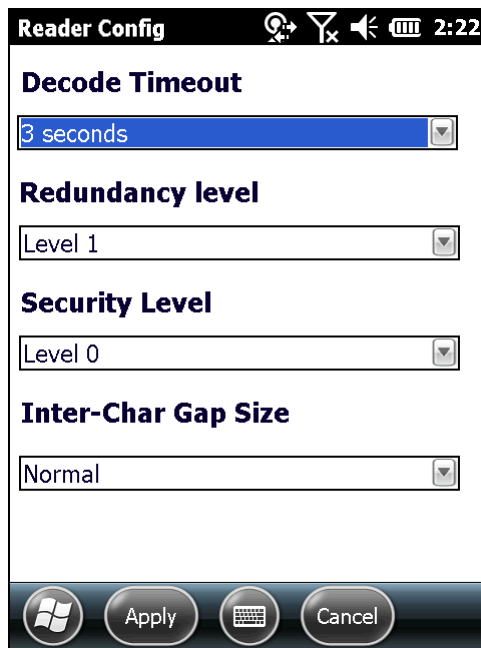 Reader Config 2:22
Decode Timeout
3 seconds
Redundancy level
Level 1
Security Level
Level 0
Inter-Char Gap Size
Normal
Apply Cancel